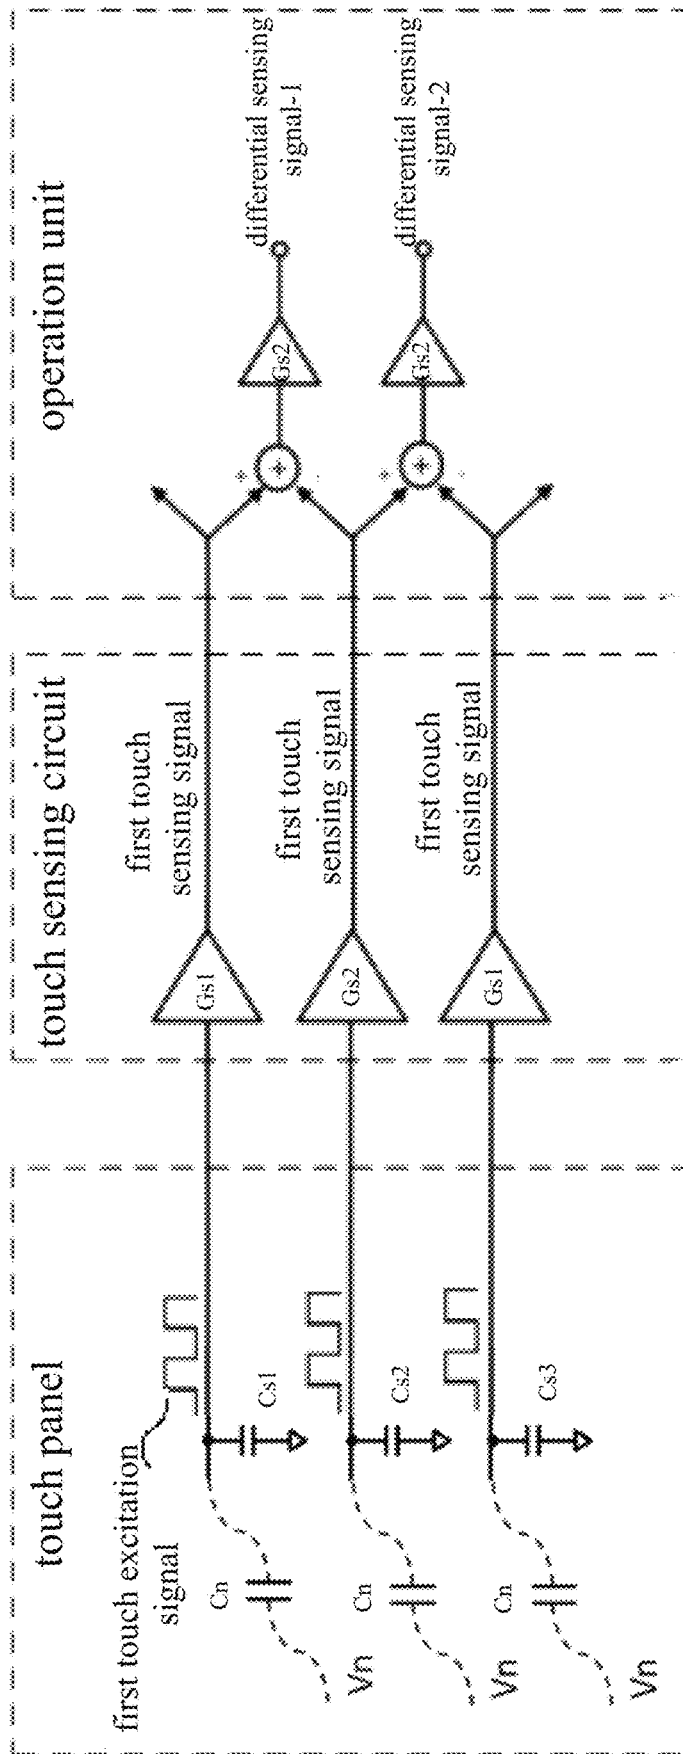 touch panel
touch sensing circuit
operation unit
first touch excitation
signal
Cn
Vn
Cs1
Gs1
first touch
sensing signal
Cn
Vn
Cs2
Gs2
first touch
sensing signal
Cn
Vn
Cs3
Gs1
first touch
sensing signal
+
+
-
Gs2
differential sensing
signal-1
+
+
-
Gs2
differential sensing
signal-2